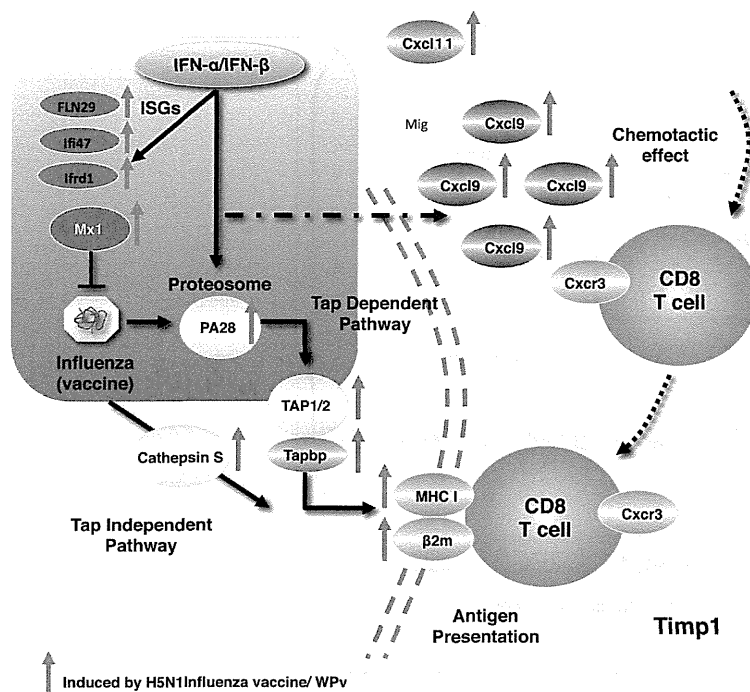 IFN-α/IFN-β
FLN29
ISGs
Ifi47
Ifrd1
Mx1
Influenza
(vaccine)
Proteosome
PA28
Tap Dependent
Pathway
TAP1/2
Tapbp
Cathepsin S
Tap Independent
Pathway
Cxcl11
Mig
Cxcl9
Cxcl9
Cxcl9
Cxcl9
Chemotactic
effect
Cxcr3
CD8
T cell
MHC I
β2m
CD8
T cell
Cxcr3
Antigen
Presentation
Timp1
Induced by H5N1Influenza vaccine/ WPv